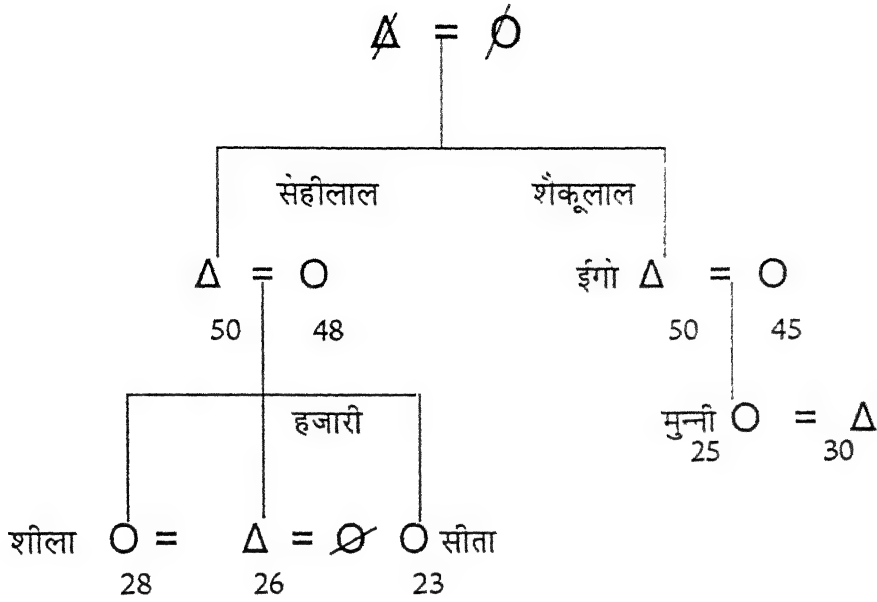 Δ = O
सेहीलाल शैकूलाल
Δ = O ईगो Δ = O
50 48 50 45
हजारी मुन्नी O = Δ
25 30
शीला O = Δ = O O सीता
28 26 23